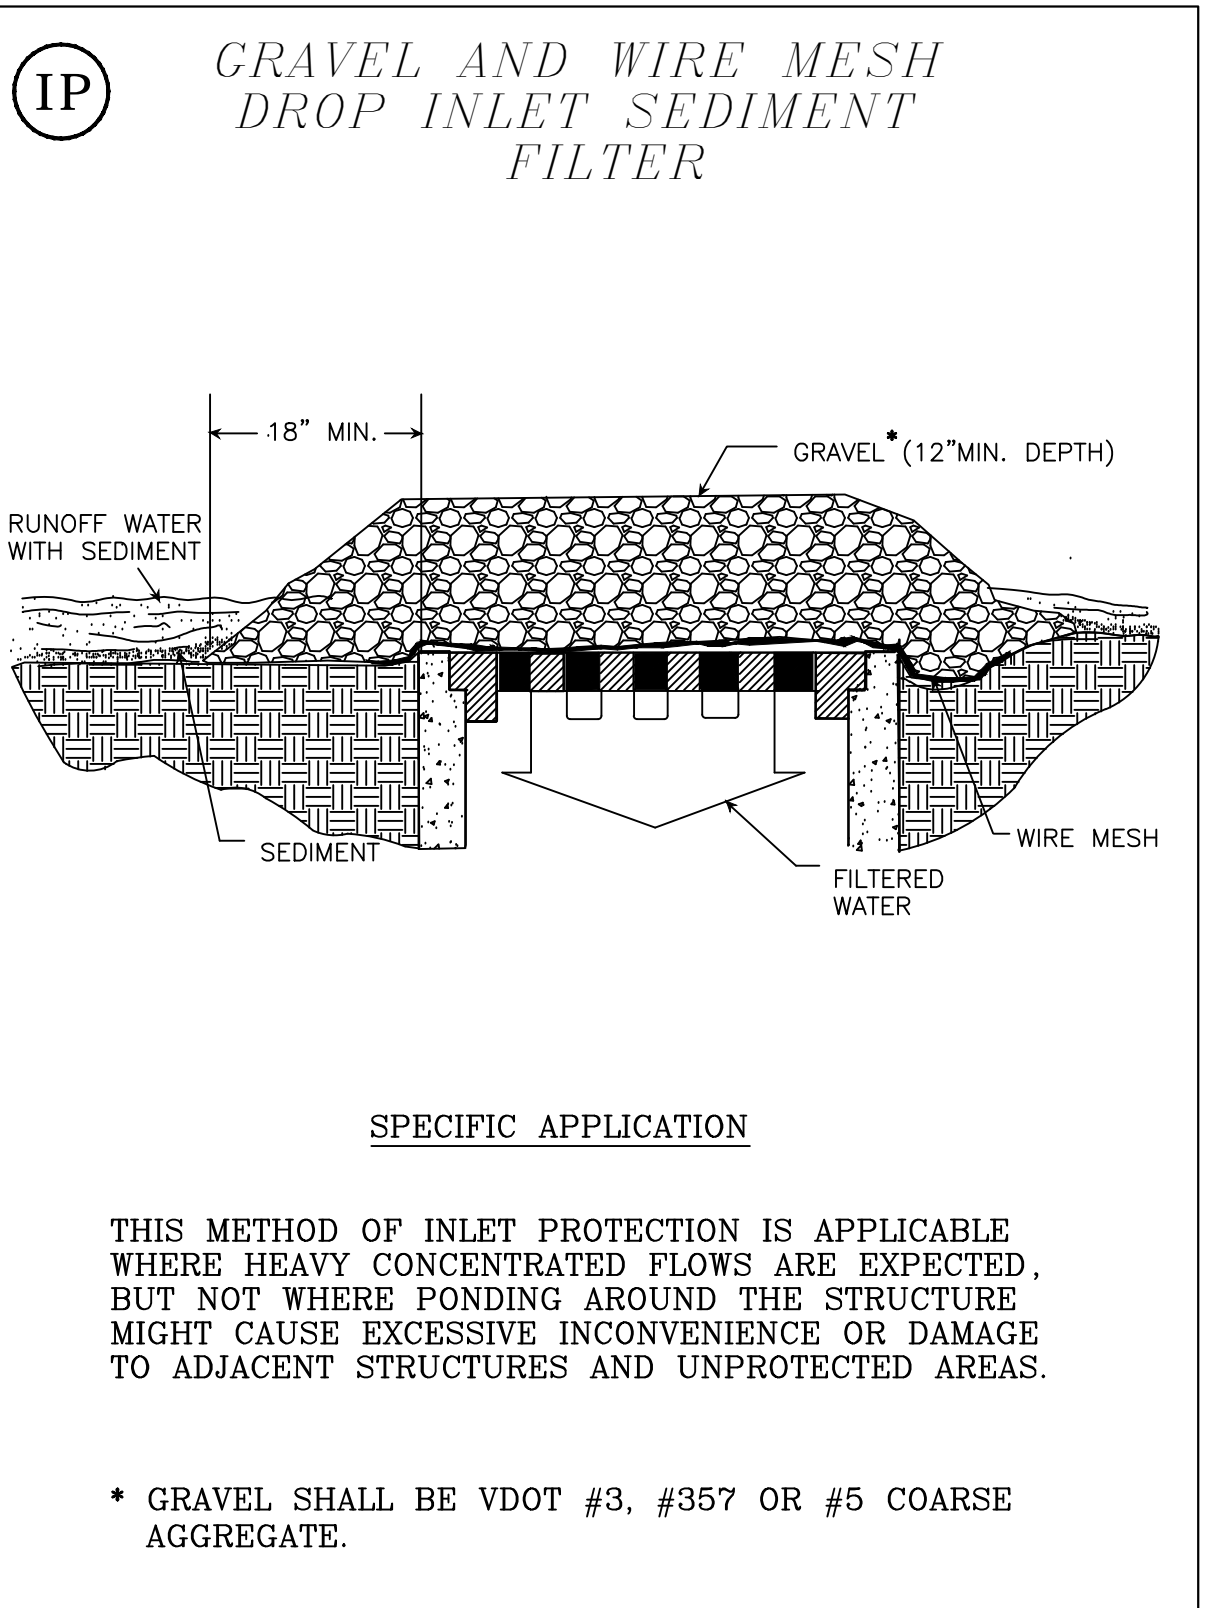 IP
GRAVEL AND WIRE MESH
DROP INLET SEDIMENT
FILTER
18” MIN.
GRAVEL* (12”MIN. DEPTH)
RUNOFF WATER
WITH SEDIMENT
SEDIMENT
WIRE MESH
FILTERED
WATER
SPECIFIC APPLICATION
THIS METHOD OF INLET PROTECTION IS APPLICABLE
WHERE HEAVY CONCENTRATED FLOWS ARE EXPECTED,
BUT NOT WHERE PONDING AROUND THE STRUCTURE
MIGHT CAUSE EXCESSIVE INCONVENIENCE OR DAMAGE
TO ADJACENT STRUCTURES AND UNPROTECTED AREAS.
* GRAVEL SHALL BE VDOT #3, #357 OR #5 COARSE
AGGREGATE.